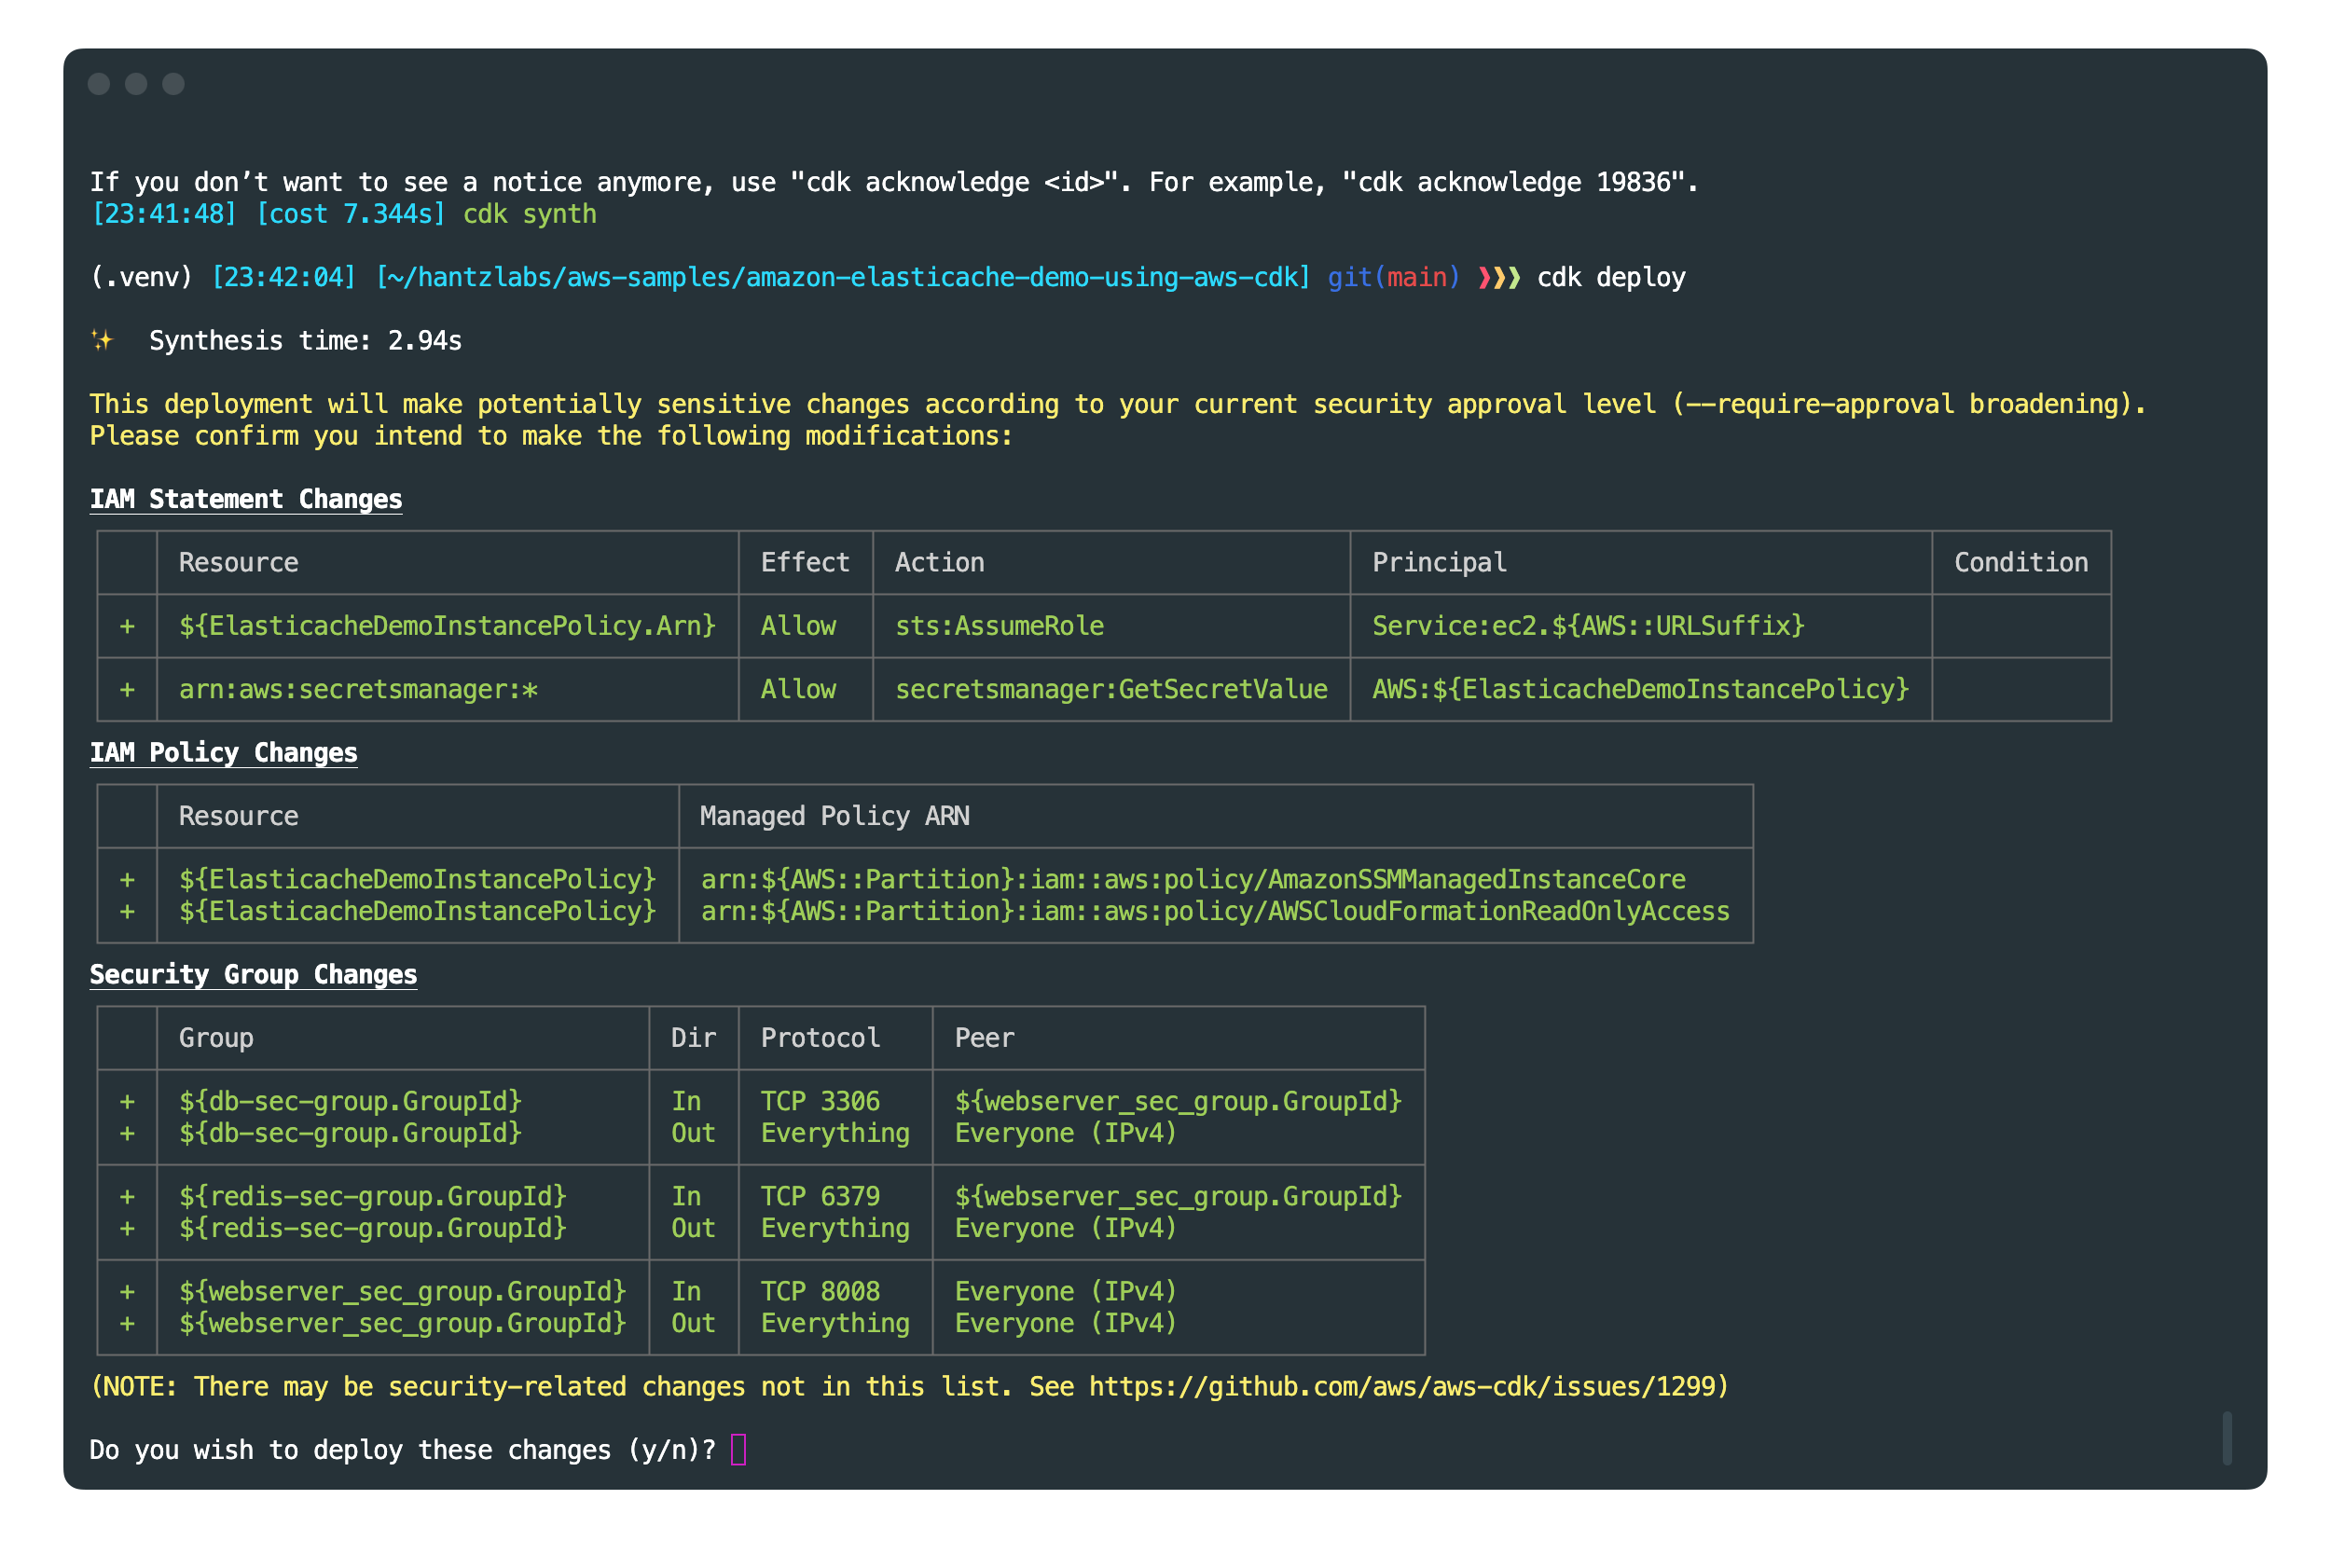 If you don’t want to see a notice anymore, use "cdk acknowledge <id>". For example, "cdk acknowledge 19836".
[23:41:48] [cost 7.344s] cdk synth
(.venv) [23:42:04] [~/hantzlabs/aws-samples/amazon-elasticache-demo-using-aws-cdk] git(main) ❱❱❱ cdk deploy
✨  Synthesis time: 2.94s
This deployment will make potentially sensitive changes according to your current security approval level (--require-approval broadening).
Please confirm you intend to make the following modifications:
IAM Statement Changes
Resource Effect Action Principal Condition
+ ${ElasticacheDemoInstancePolicy.Arn} Allow sts:AssumeRole Service:ec2.${AWS::URLSuffix}
+ arn:aws:secretsmanager:* Allow secretsmanager:GetSecretValue AWS:${ElasticacheDemoInstancePolicy}
IAM Policy Changes
Resource Managed Policy ARN
+ ${ElasticacheDemoInstancePolicy} arn:${AWS::Partition}:iam::aws:policy/AmazonSSMManagedInstanceCore
+ ${ElasticacheDemoInstancePolicy} arn:${AWS::Partition}:iam::aws:policy/AWSCloudFormationReadOnlyAccess
Security Group Changes
Group Dir Protocol Peer
+ ${db-sec-group.GroupId} In TCP 3306 ${webserver_sec_group.GroupId}
+ ${db-sec-group.GroupId} Out Everything Everyone (IPv4)
+ ${redis-sec-group.GroupId} In TCP 6379 ${webserver_sec_group.GroupId}
+ ${redis-sec-group.GroupId} Out Everything Everyone (IPv4)
+ ${webserver_sec_group.GroupId} In TCP 8008 Everyone (IPv4)
+ ${webserver_sec_group.GroupId} Out Everything Everyone (IPv4)
(NOTE: There may be security-related changes not in this list. See https://github.com/aws/aws-cdk/issues/1299)
Do you wish to deploy these changes (y/n)?